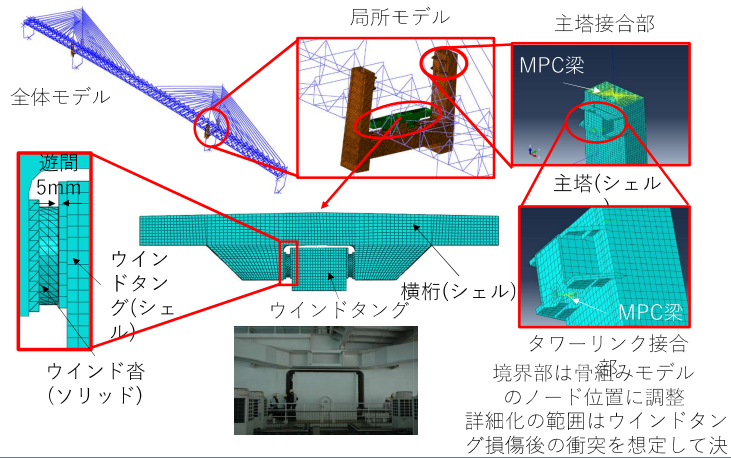 局所モデル
主塔接合部
全体モデル
MPC梁
主塔(シェル
)
遊間
5mm
ウイン
ドタン
グ(シェ
ル)
ウインド沓
(ソリッド)
ウインドタング
横桁(シェル)
MPC梁
タワーリンク接合
部
境界部は骨組みモデル
のノード位置に調整
詳細化の範囲はウインドタン
グ損傷後の衝突を想定して決